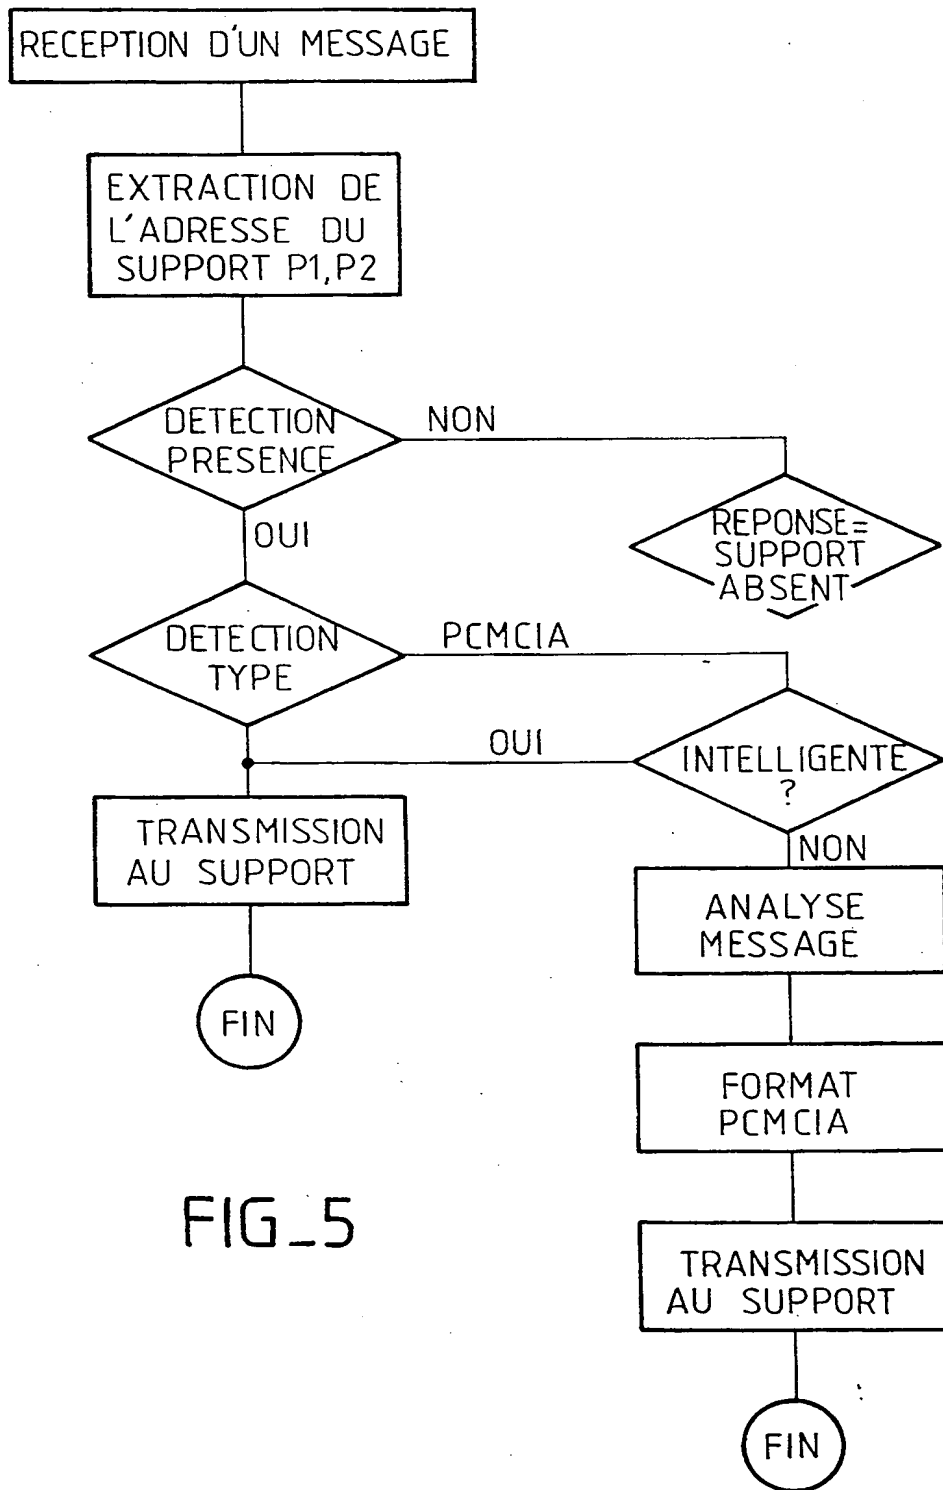 RECEPTION D'UN MESSAGE
EXTRACTION DE
L'ADRESSE DU
SUPPORT P1,P2
DETECTION
PRESENCE
NON
REPONSE=
SUPPORT
ABSENT
OUI
DETECTION
TYPE
PCMCIA
OUI
INTELLIGENTE
?
TRANSMISSION
AU SUPPORT
NON
ANALYSE
MESSAGE
FIN
FORMAT
PCMCIA
FIG_5
TRANSMISSION
AU SUPPORT
FIN